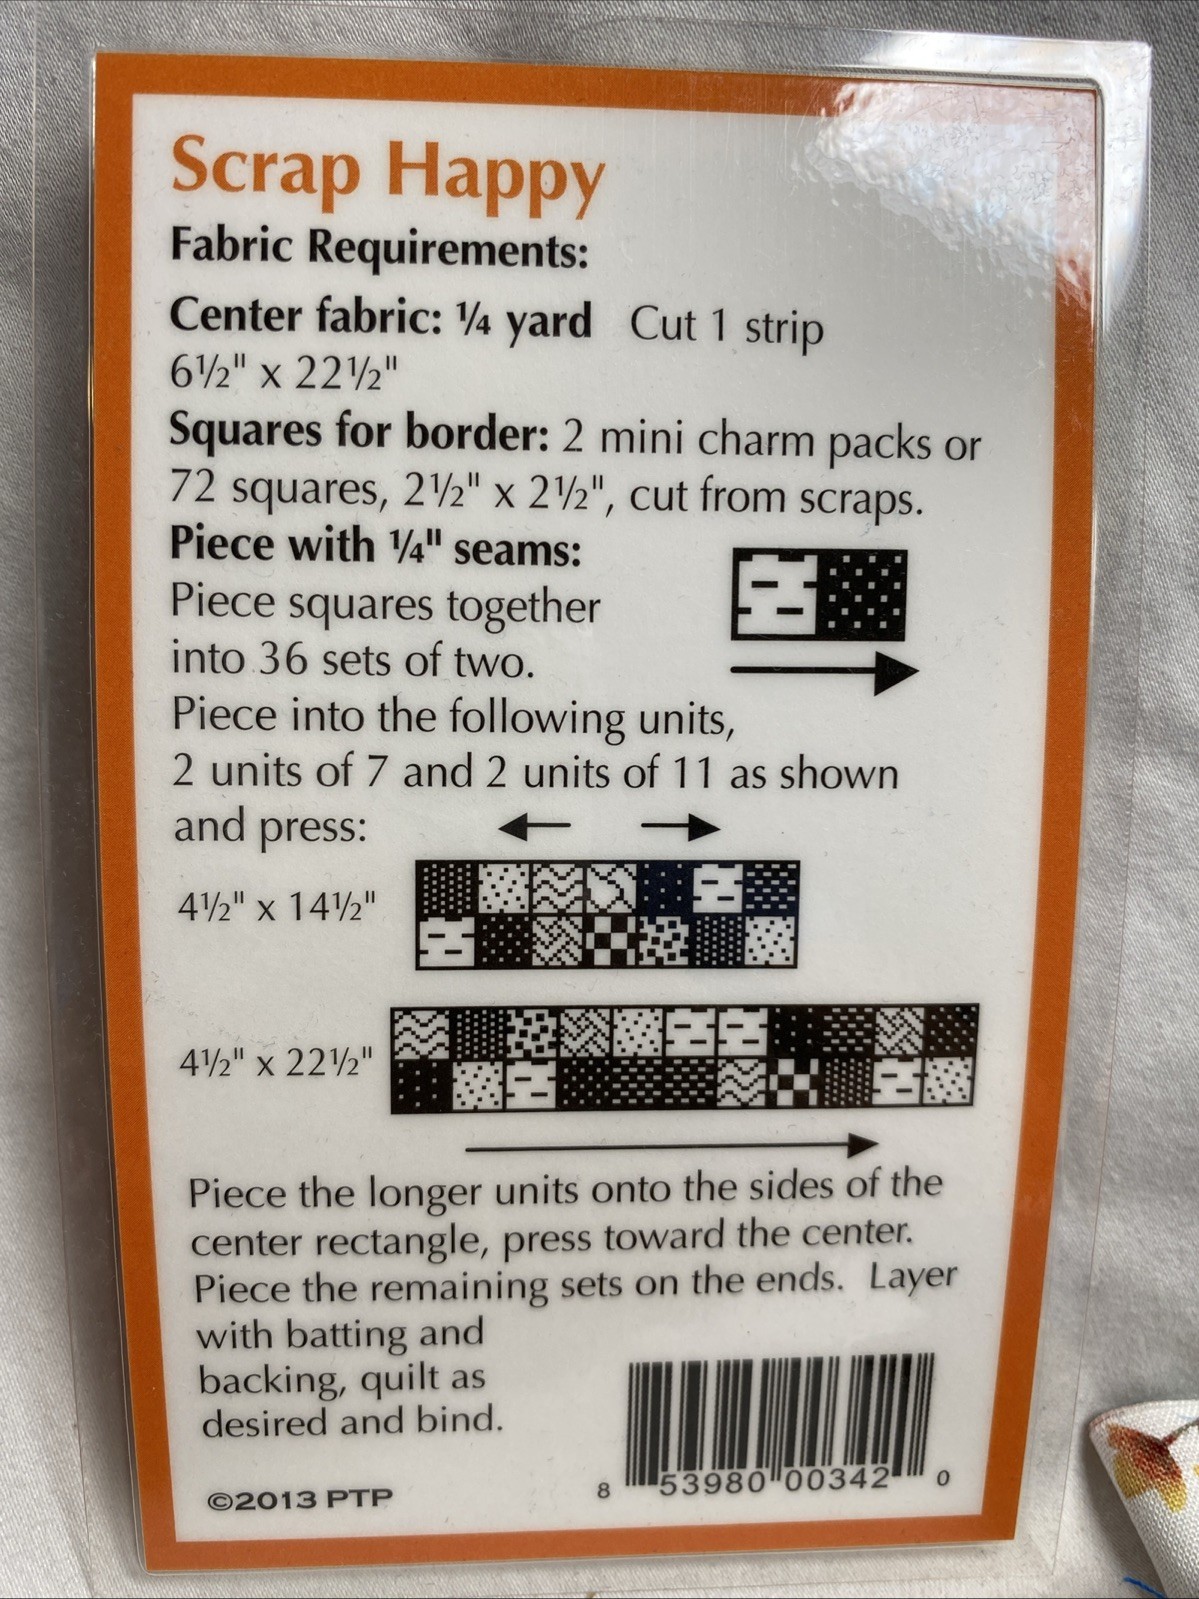 Scrap Happy
Fabric Requirements:
Center fabric: ¼ yard Cut 1 strip
6½" x 22½"
Squares for border: 2 mini charm packs or
72 squares, 2½" x 2½", cut from scraps.
Piece with ¼" seams:
Piece squares together
into 36 sets of two.
Piece into the following units,
2 units of 7 and 2 units of 11 as shown
and press:
4½" x 14½"
4½" x 22½"
Piece the longer units onto the sides of the
center rectangle, press toward the center.
Piece the remaining sets on the ends. Layer
with batting and
backing, quilt as
desired and bind.
©2013 PTP
8 53980 00342 0